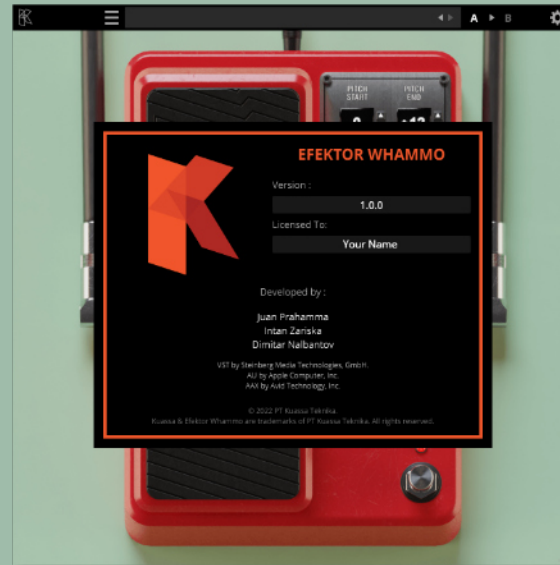 A B
PITCH START
PITCH END
EFEKTOR WHAMMO
Version :
1.0.0
Licensed To:
Your Name
Developed by :
Juan Prahamma
Intan Zariska
Dimitar Nalbantov
VST by Steinberg Media Technologies, GmbH.
AU by Apple Computer, Inc.
AAX by Avid Technology, Inc.
© 2022 PT Kuassa Teknika.
Kuassa & Efektor Whammo are trademarks of PT Kuassa Teknika. All rights reserved.